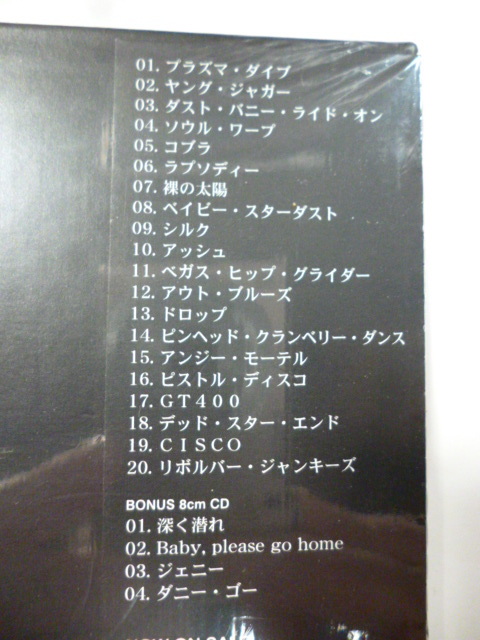 01. プラズマ・ダイブ
02. ヤング・ジャガー
03. ダスト・バニー・ライド・オン
04. ソウル・ワープ
05. コブラ
06. ラプソディー
07. 裸の太陽
08. ベイビー・スターダスト
09. シルク
10. アッシュ
11. ベガス・ヒップ・グライダー
12. アウト・ブルーズ
13. ドロップ
14. ピンヘッド・クランベリー・ダンス
15. アンジー・モーテル
16. ピストル・ディスコ
17. GT400
18. デッド・スター・エンド
19. CISCO
20. リボルバー・ジャンキーズ
BONUS 8cm CD
01. 深く潜れ
02. Baby, please go home
03. ジェニー
04. ダニー・ゴー